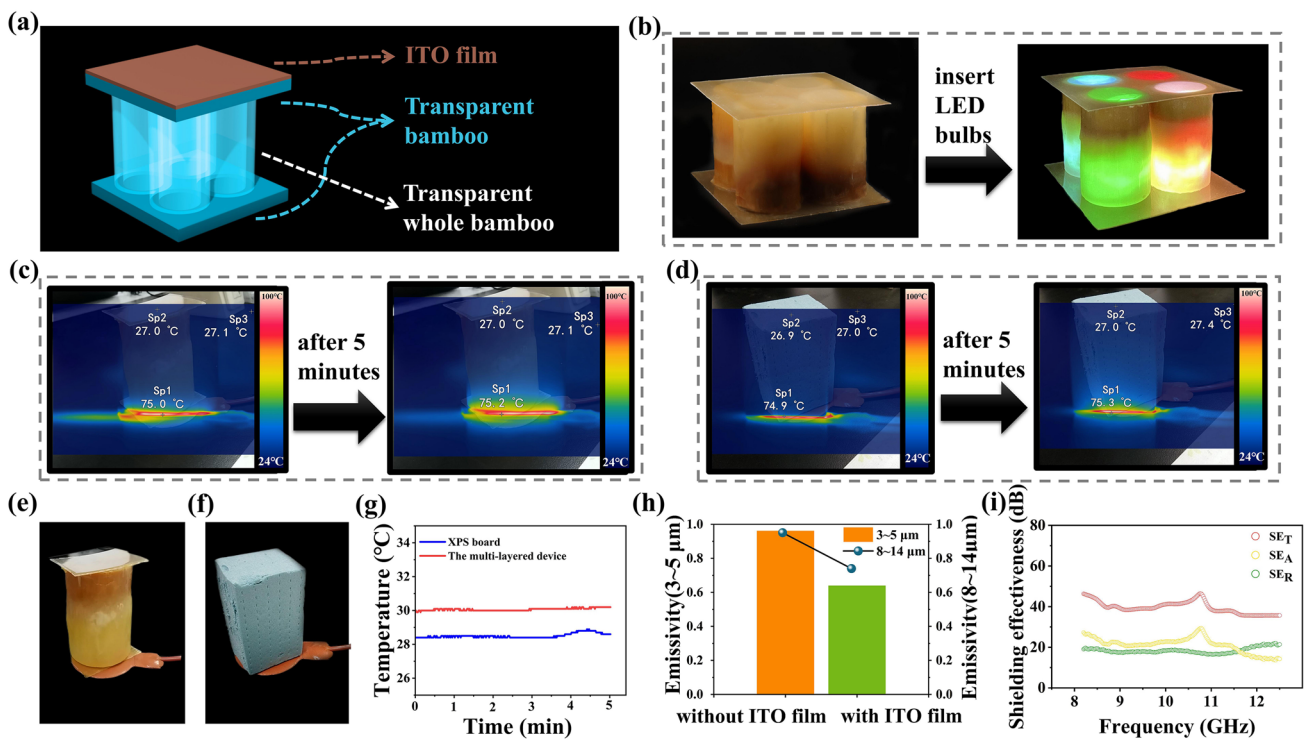 (a)
ITO film
Transparent
bamboo
Transparent
whole bamboo
(b)
insert
LED
bulbs
(c)
100℃
Sp2
27.0 ℃
Sp3
27.1 ℃
Sp1
75.0 ℃
24℃
after 5
minutes
100℃
Sp2
27.0 ℃
Sp3
27.1 ℃
Sp1
75.2 ℃
24℃
(d)
100℃
Sp2
26.9 ℃
Sp3
27.0 ℃
Sp1
74.9 ℃
24℃
after 5
minutes
100℃
Sp2
27.0 ℃
Sp3
27.4 ℃
Sp1
75.3 ℃
24℃
(e)
(f)
(g)
XPS board
The multi-layered device
Temperature (℃)
34
32
30
28
26
0 1 2 3 4 5
Time (min)
(h)
3~5 μm
8~14 μm
Emissivity(3~5 μm)
1.0
0.8
0.6
0.4
0.2
0.0
Emissivity(8~14μm)
1.0
0.8
0.6
0.4
0.2
0.0
without ITO film
with ITO film
(i)
SET
SEA
SER
Shielding effectiveness (dB)
80
60
40
20
0
8 9 10 11 12
Frequency (GHz)